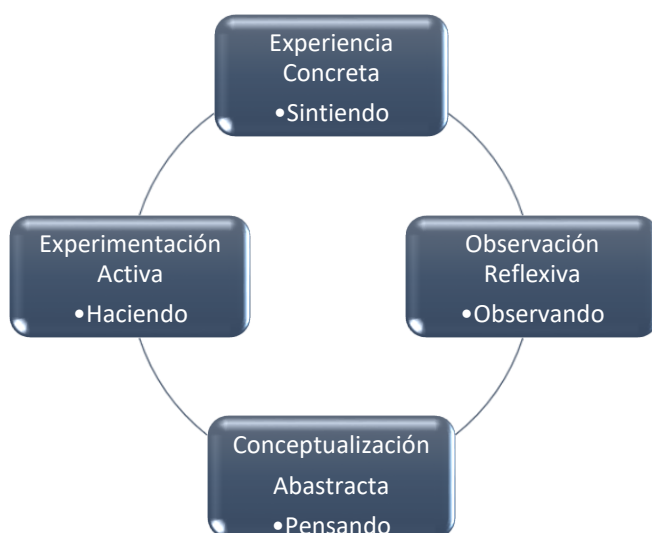 Experiencia
Concreta
•Sintiendo
Experimentación
Activa
•Haciendo
Observación
Reflexiva
•Observando
Conceptualización
Abastracta
•Pensando